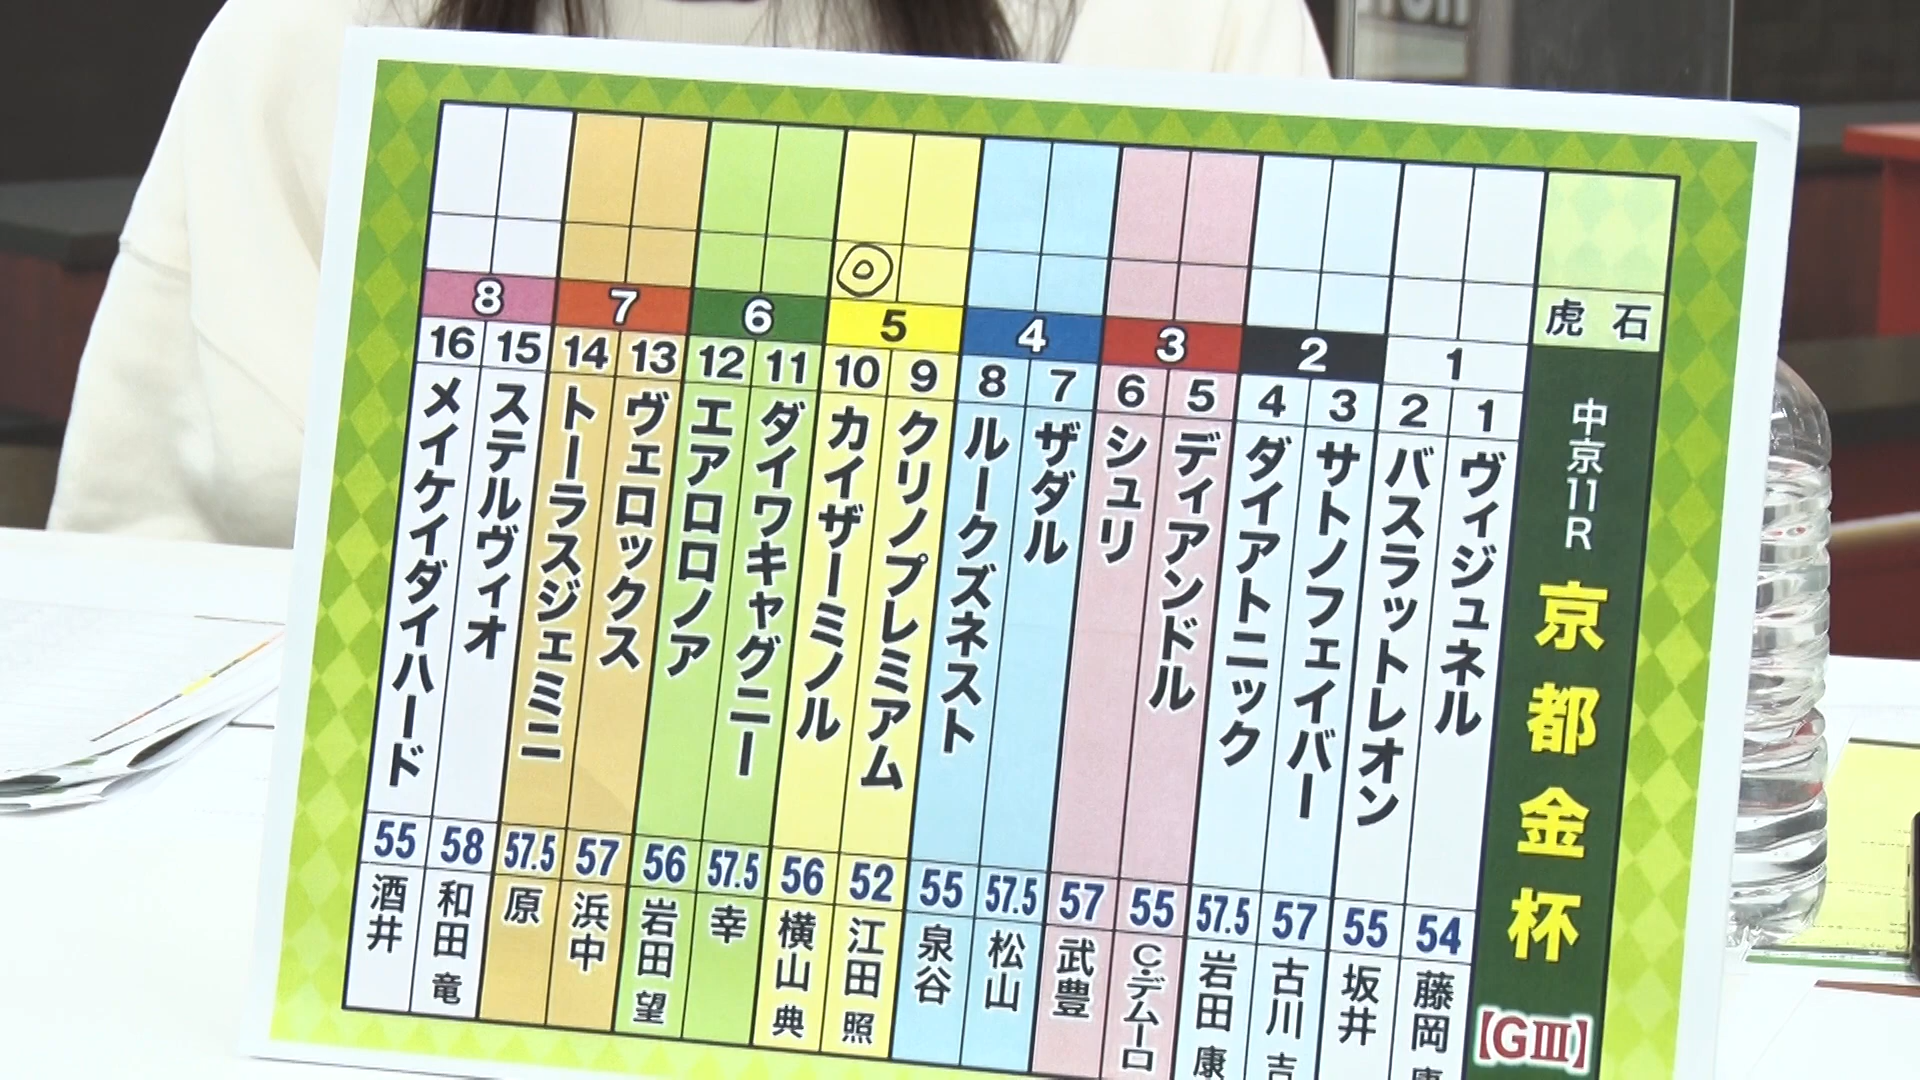 虎 石
中京11R
京都金杯
【GⅢ】
1
1 ヴィジュネル 54 藤岡 康
2 バスラットレオン 55 坂井
2
3 サトノフェイバー 57 古川 吉
4 ダイアトニック 57.5 岩田 康
3
5 ディアンドル 55 C・デムーロ
6 シュリ 57 武豊
4
7 ザダル 57.5 松山
8 ルークズネスト 55 泉谷
5
9 クリノプレミアム 52 江田 照
◎
10 カイザーミノル 56 横山 典
6
11 ダイワキャグニー 57.5 幸
12 エアロロノア 56 岩田 望
7
13 ヴェロックス 57 浜中
14 トーラスジェミニ 57.5 原
8
15 ステルヴィオ 58 和田 竜
16 メイケイダイハード 55 酒井